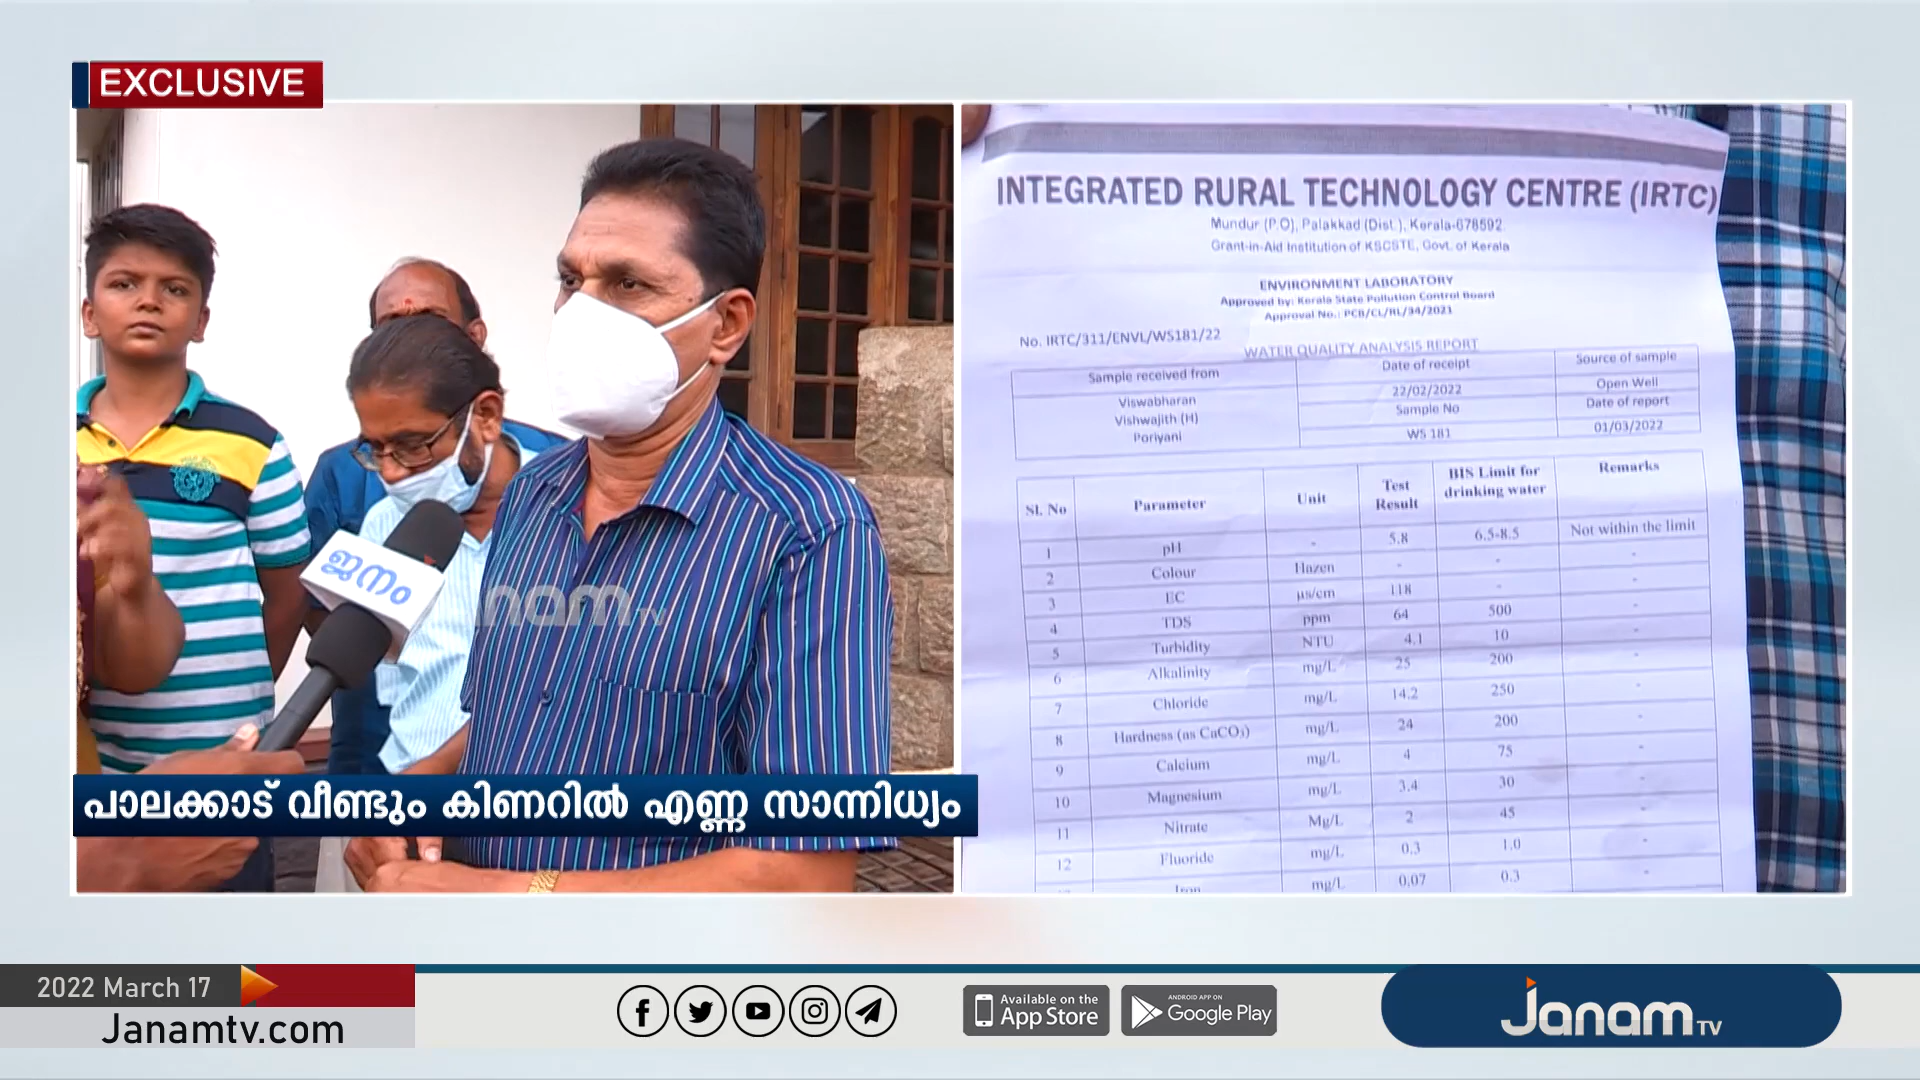 EXCLUSIVE
ജനം
Janam TV
പാലക്കാട് വീണ്ടും കിണറിൽ എണ്ണ സാന്നിധ്യം
INTEGRATED RURAL TECHNOLOGY CENTRE (IRTC)
Mundur (P.O), Palakkad (Dist.), Kerala-678592
Grant-in-Aid Institution of KSCSTE, Govt. of Kerala
ENVIRONMENT LABORATORY
Approved by: Kerala State Pollution Control Board
Approval No.: PCB/CL/RL/34/2021
No. IRTC/311/ENVL/WS181/22
WATER QUALITY ANALYSIS REPORT
Sample received from Date of receipt Source of sample
Viswabharan 22/02/2022 Open Well
Vishwajith (H) Sample No Date of report
Poriyani WS 181 01/03/2022
Sl. No Parameter Unit Test Result BIS Limit for drinking water Remarks
1 pH - 5.8 6.5-8.5 Not within the limit
2 Colour Hazen - - -
3 EC µs/cm 118 - -
4 TDS ppm 64 500 -
5 Turbidity NTU 4.1 10 -
6 Alkalinity mg/L 25 200 -
7 Chloride mg/L 14.2 250 -
8 Hardness (as CaCO₃) mg/L 24 200 -
9 Calcium mg/L 4 75 -
10 Magnesium mg/L 3.4 30 -
11 Nitrate Mg/L 2 45 -
12 Fluoride mg/L 0.3 1.0 -
Iron mg/L 0.07 0.3 -
2022 March 17
Janamtv.com
Available on the
App Store
ANDROID APP ON
Google Play
Janam TV